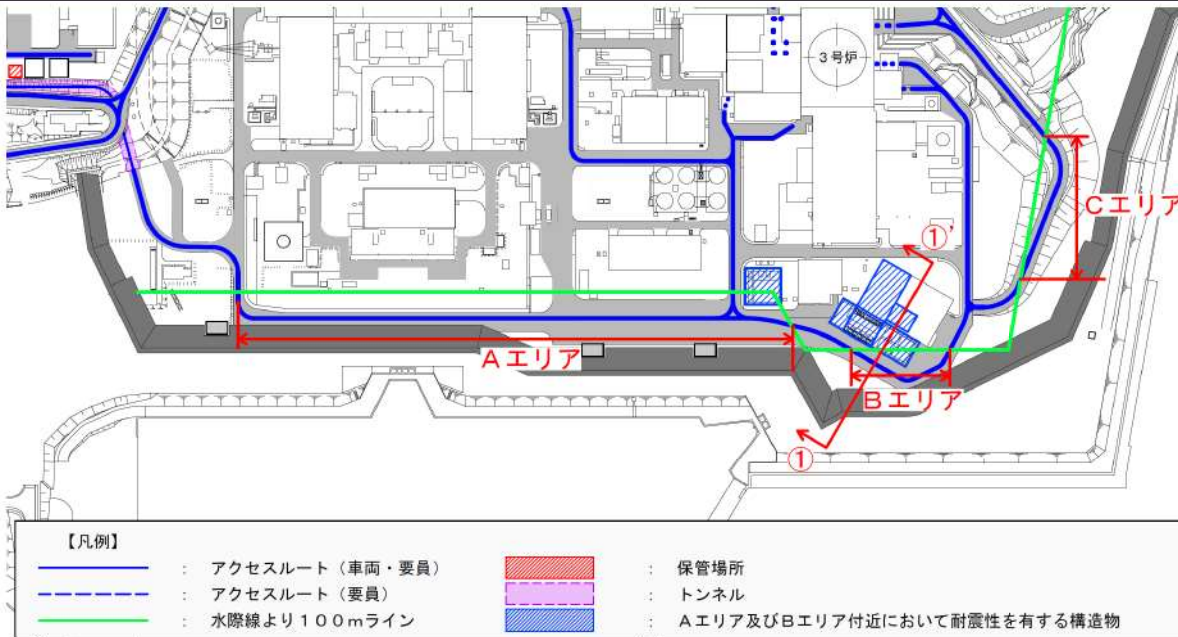 3号炉
Cエリア
①'
Aエリア
Bエリア
①
【凡例】
: アクセスルート（車両・要員）
: アクセスルート（要員）
: 水際線より１００ｍライン
: 保管場所
: トンネル
: Aエリア及びBエリア付近において耐震性を有する構造物